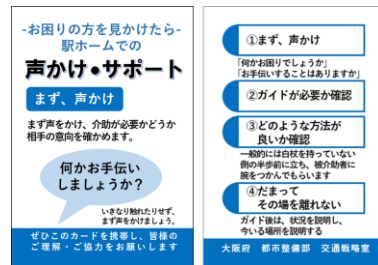 -お困りの方を見かけたら-
駅ホームでの
声かけ•サポート
まず、声かけ
まず声をかけ、介助が必要かどうか
相手の意向を確かめます。
何かお手伝い
しましょうか？
いきなり触れたりせず、
まず声をかけましょう。
ぜひこのカードを携帯し、皆様の
ご理解・ご協力をお願いします
①まず、声かけ
「何かお困りでしょうか」
「お手伝いすることはありますか」
②ガイドが必要か確認
③どのような方法が
良いか確認
一般的には白杖を持っていない
側の半歩前に立ち、被介助者に
腕をつかんでもらいます
④だまって
その場を離れない
ガイド後は、状況を説明し、
今いる場所を説明する
大阪府　都市整備部　交通戦略室